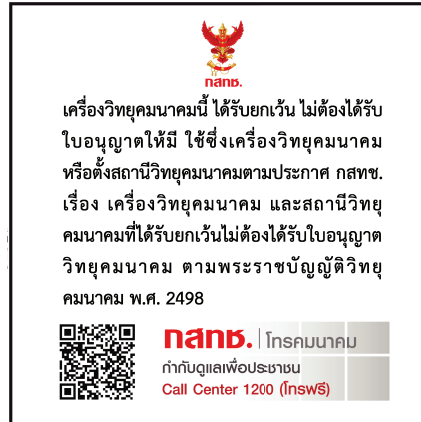 กสทช.
เครื่องวิทยุคมนาคมนี้ ได้รับยกเว้น ไม่ต้องได้รับ
ใบอนุญาตให้มี ใช้ซึ่งเครื่องวิทยุคมนาคม
หรือตั้งสถานีวิทยุคมนาคมตามประกาศ กสทช.
เรื่อง เครื่องวิทยุคมนาคม และสถานีวิทยุ
คมนาคมที่ได้รับยกเว้นไม่ต้องได้รับใบอนุญาต
วิทยุคมนาคม ตามพระราชบัญญัติวิทยุ
คมนาคม พ.ศ. 2498
กสทช. | โทรคมนาคม
กำกับดูแลเพื่อประชาชน
Call Center 1200 (โทรฟรี)